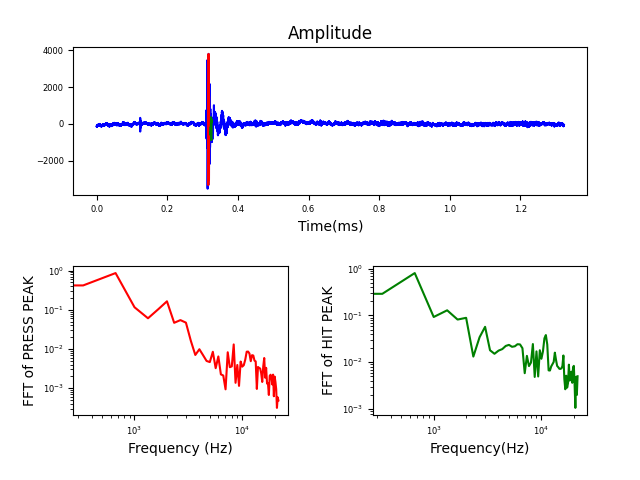 Amplitude
4000
2000
0
−2000
0.0 0.2 0.4 0.6 0.8 1.0 1.2
Time(ms)
FFT of PRESS PEAK
10⁰
10⁻¹
10⁻²
10⁻³
10³ 10⁴
Frequency (Hz)
FFT of HIT PEAK
10⁰
10⁻¹
10⁻²
10⁻³
10³ 10⁴
Frequency(Hz)